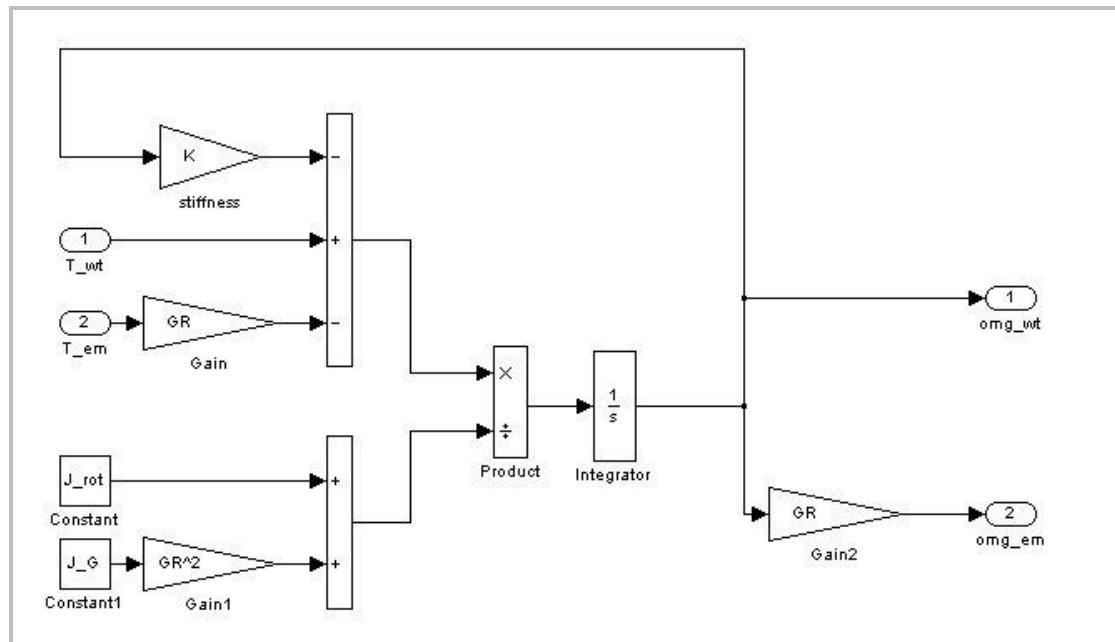 K
−
stiffness
1
+
T_wt
2
GR
−
T_em
Gain
×
1
s
1
omg_wt
÷
J_rot
+
Product
Integrator
Constant
GR
2
J_G
GR^2
+
Gain2
omg_em
Constant1
Gain1